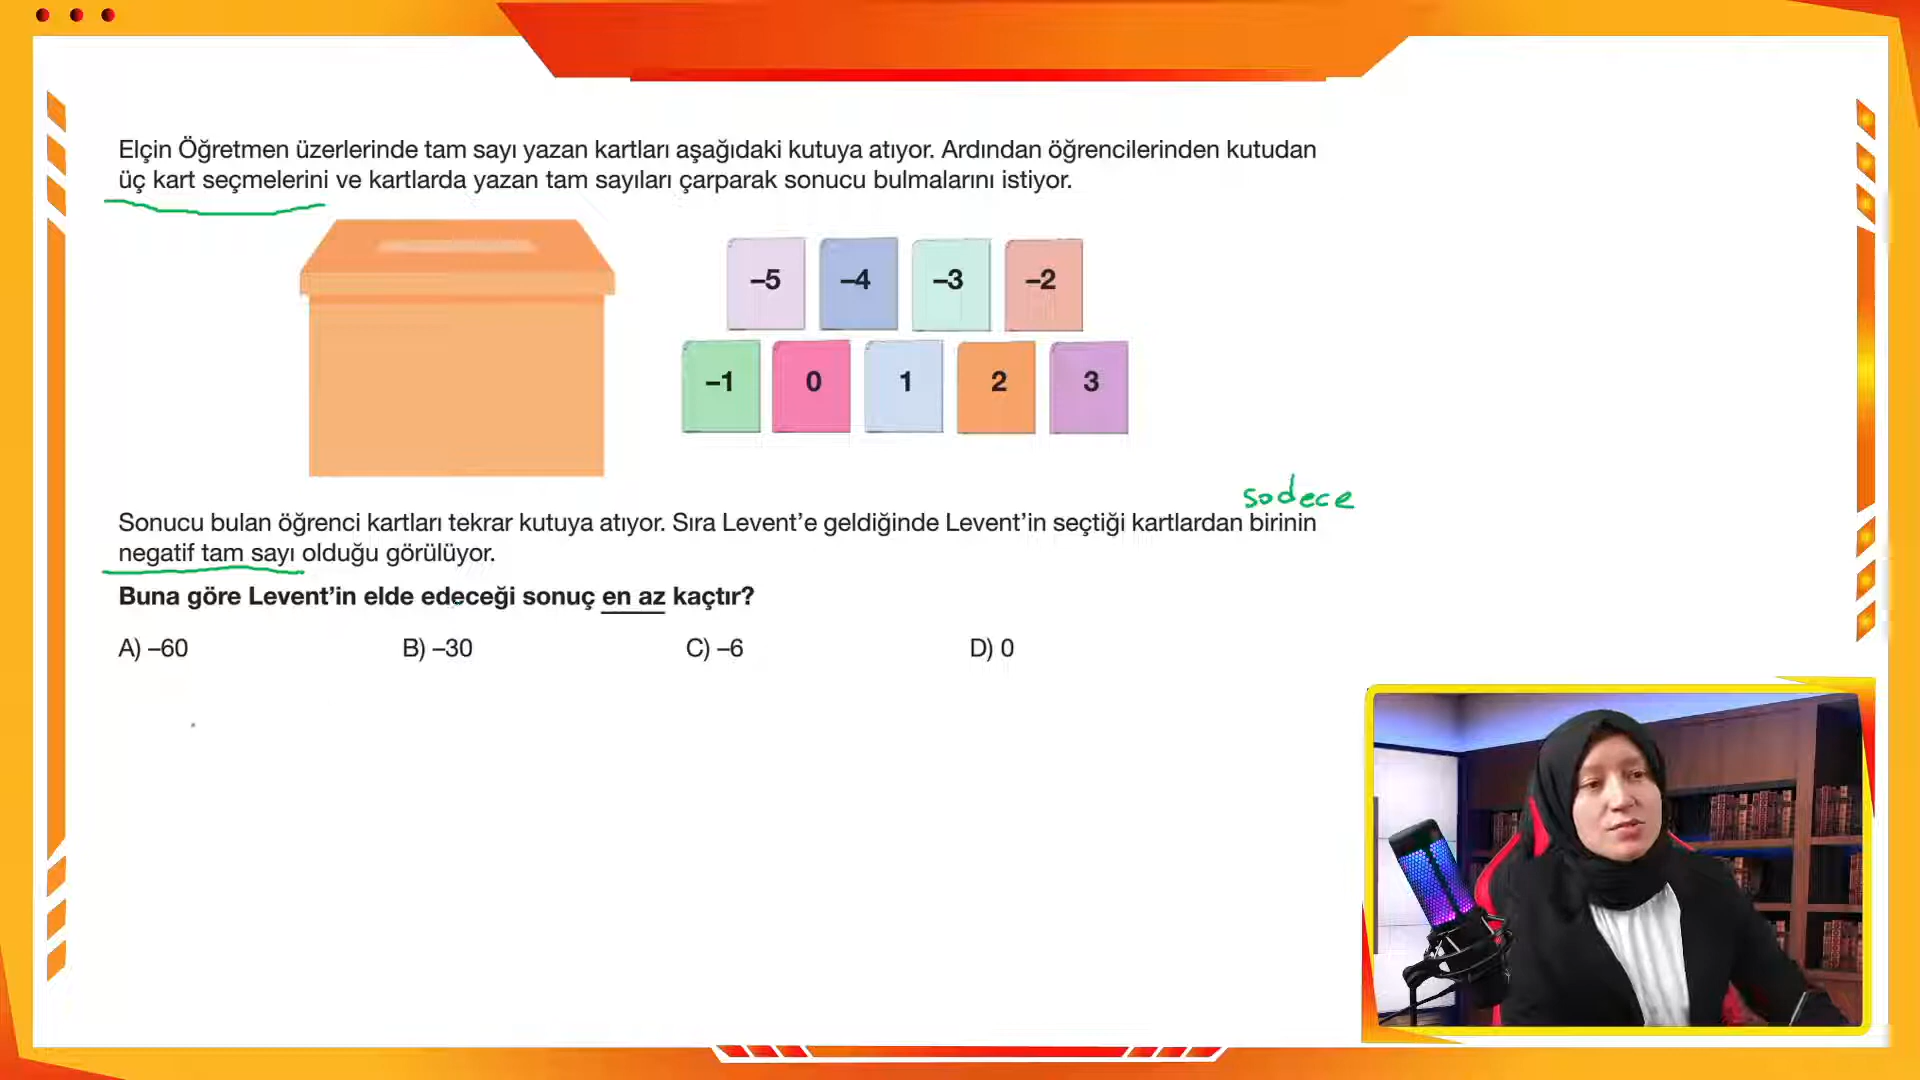 Elçin Öğretmen üzerlerinde tam sayı yazan kartları aşağıdaki kutuya atıyor. Ardından öğrencilerinden kutudan
üç kart seçmelerini ve kartlarda yazan tam sayıları çarparak sonucu bulmalarını istiyor.
–5 –4 –3 –2
–1 0 1 2 3
sadece
Sonucu bulan öğrenci kartları tekrar kutuya atıyor. Sıra Levent’e geldiğinde Levent’in seçtiği kartlardan birinin
negatif tam sayı olduğu görülüyor.
Buna göre Levent’in elde edeceği sonuç en az kaçtır?
A) –60 B) –30 C) –6 D) 0